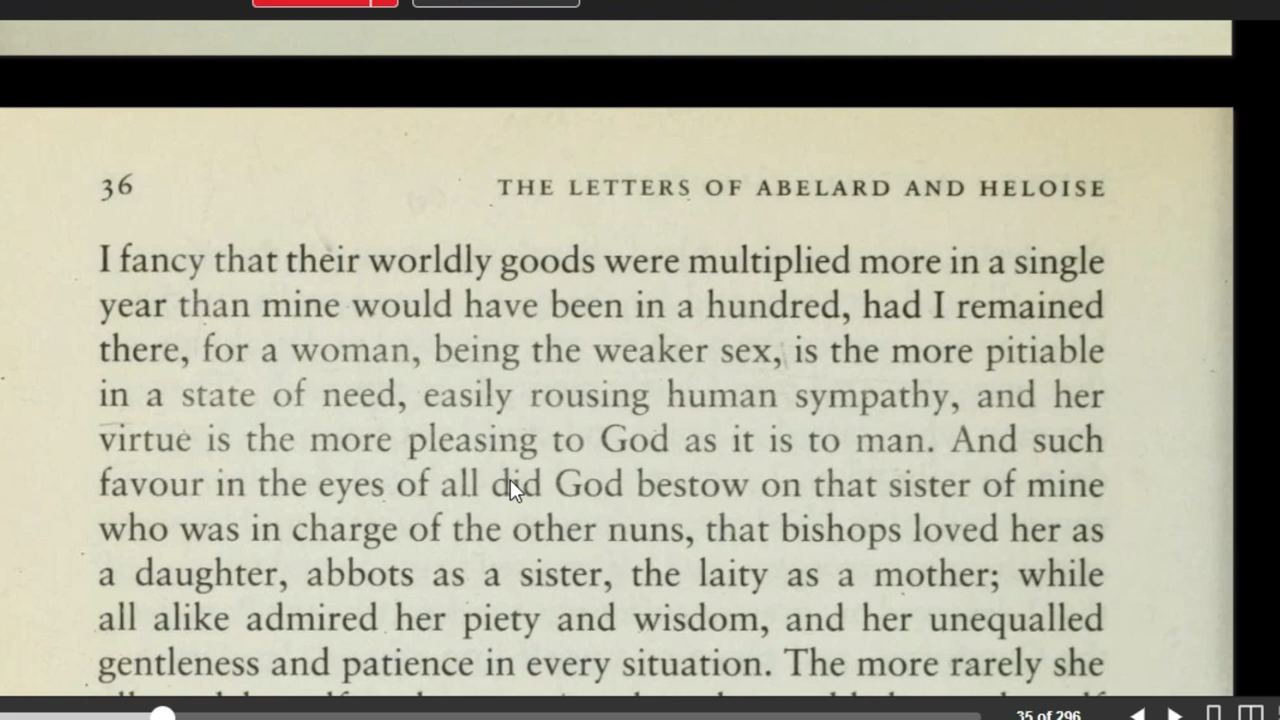 36 THE LETTERS OF ABELARD AND HELOISE
I fancy that their worldly goods were multiplied more in a single
year than mine would have been in a hundred, had I remained
there, for a woman, being the weaker sex, is the more pitiable
in a state of need, easily rousing human sympathy, and her
virtue is the more pleasing to God as it is to man. And such
favour in the eyes of all did God bestow on that sister of mine
who was in charge of the other nuns, that bishops loved her as
a daughter, abbots as a sister, the laity as a mother; while
all alike admired her piety and wisdom, and her unequalled
gentleness and patience in every situation. The more rarely she
35 of 296